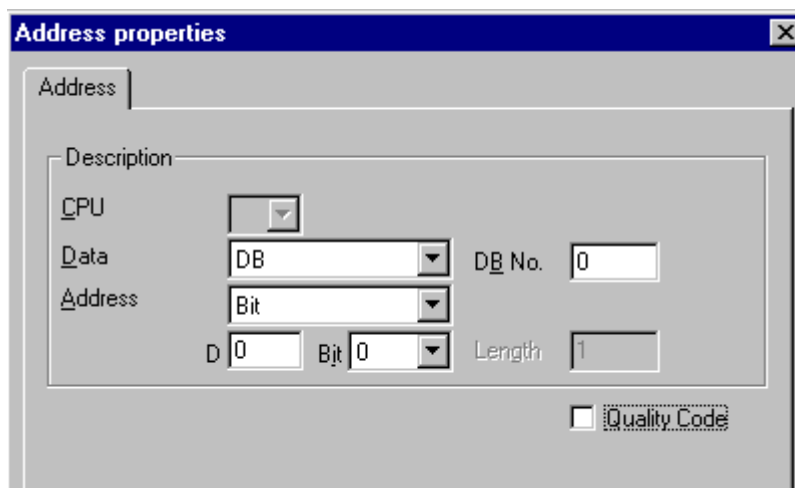 Address properties
Address
Description
CPU
Data DB DB No. 0
Address Bit
D 0 Bit 0 Length 1
Quality Code